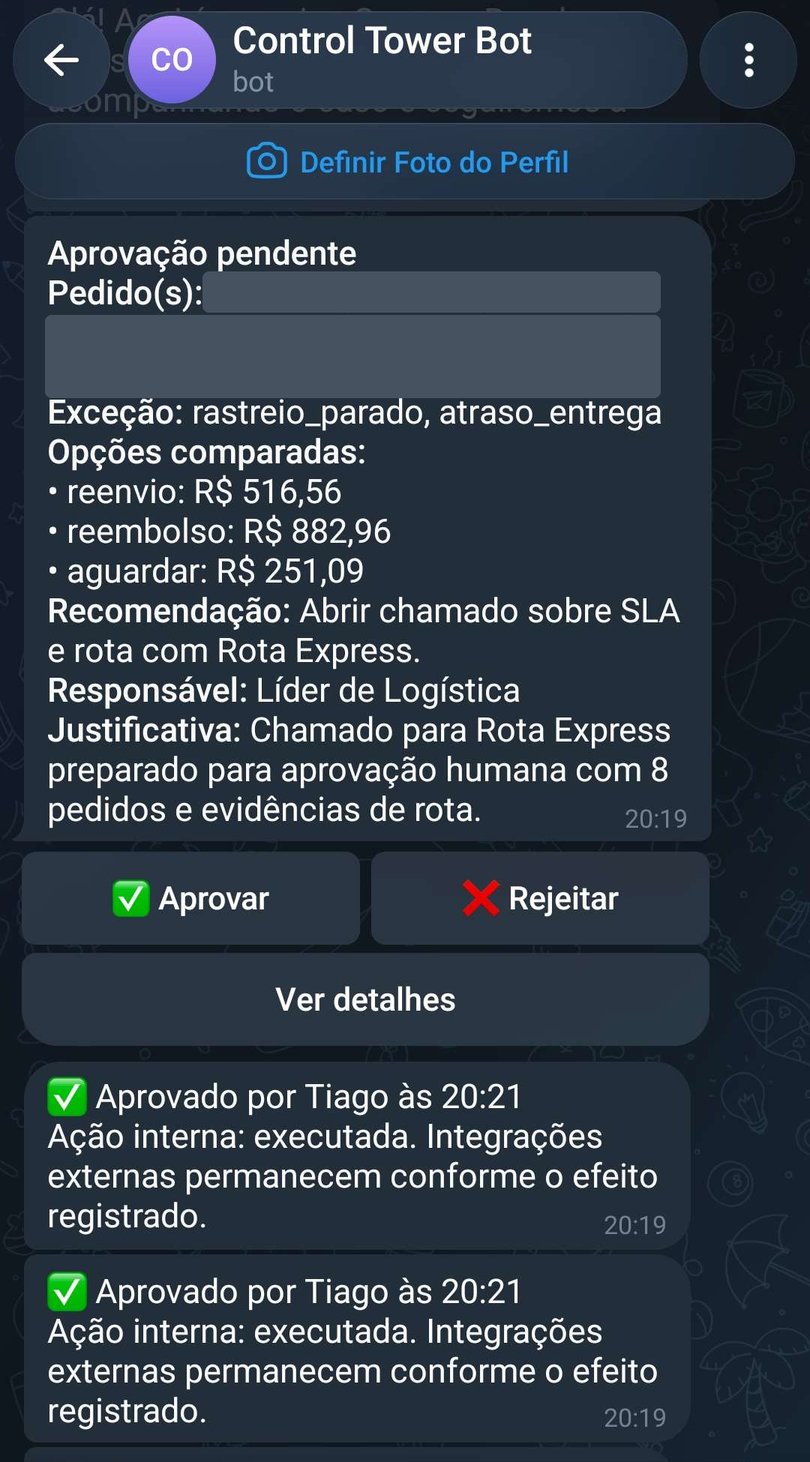 CO
Control Tower Bot
bot
Definir Foto do Perfil
Aprovação pendente
Pedido(s):
Exceção: rastreio_parado, atraso_entrega
Opções comparadas:
• reenvio: R$ 516,56
• reembolso: R$ 882,96
• aguardar: R$ 251,09
Recomendação: Abrir chamado sobre SLA
e rota com Rota Express.
Responsável: Líder de Logística
Justificativa: Chamado para Rota Express
preparado para aprovação humana com 8
pedidos e evidências de rota.
20:19
✅ Aprovar
❌ Rejeitar
Ver detalhes
✅ Aprovado por Tiago às 20:21
Ação interna: executada. Integrações
externas permanecem conforme o efeito
registrado.
20:19
✅ Aprovado por Tiago às 20:21
Ação interna: executada. Integrações
externas permanecem conforme o efeito
registrado.
20:19